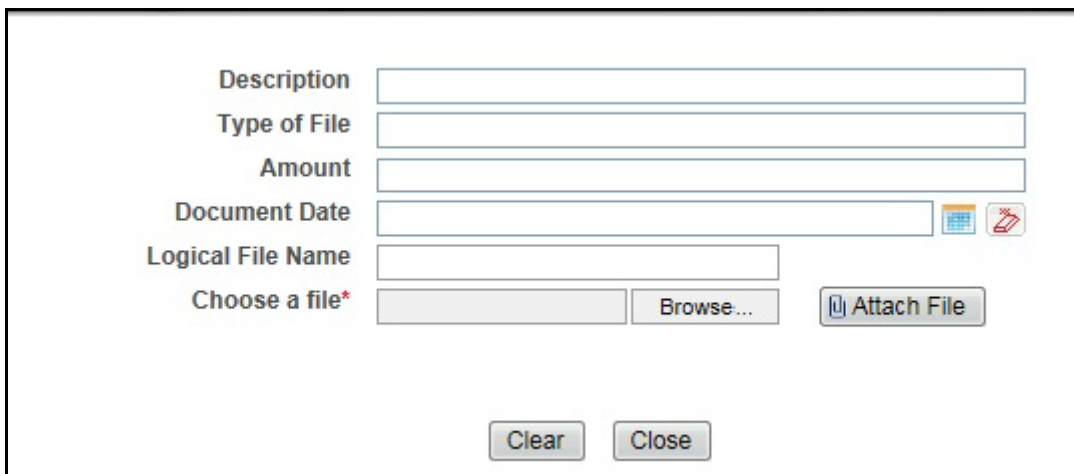 Description
Type of File
Amount
Document Date
Logical File Name
Choose a file* Browse... Attach File
Clear Close